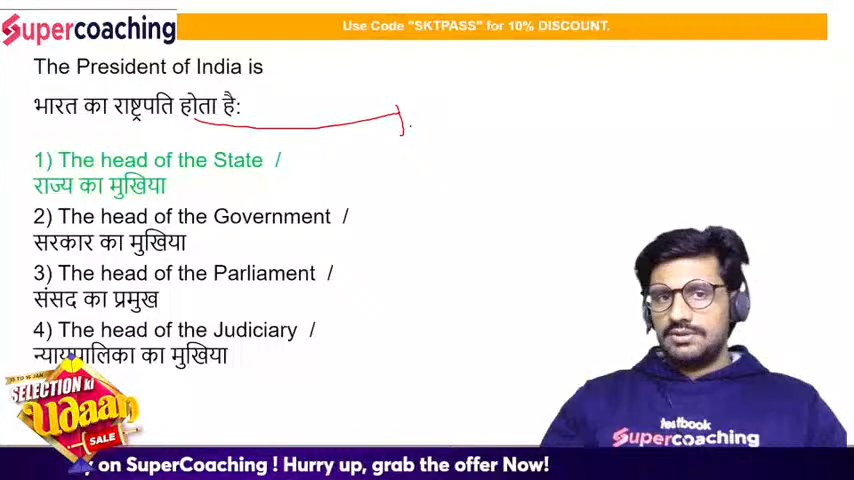 Supercoaching
Use Code "SKTPASS" for 10% DISCOUNT.
The President of India is
भारत का राष्ट्रपति होता है:
1) The head of the State /
राज्य का मुखिया
2) The head of the Government /
सरकार का मुखिया
3) The head of the Parliament /
संसद का प्रमुख
4) The head of the Judiciary /
न्यायपालिका का मुखिया
SELECTION ki
उdaan
SALE
testbook
Supercoaching
on SuperCoaching ! Hurry up, grab the offer Now!